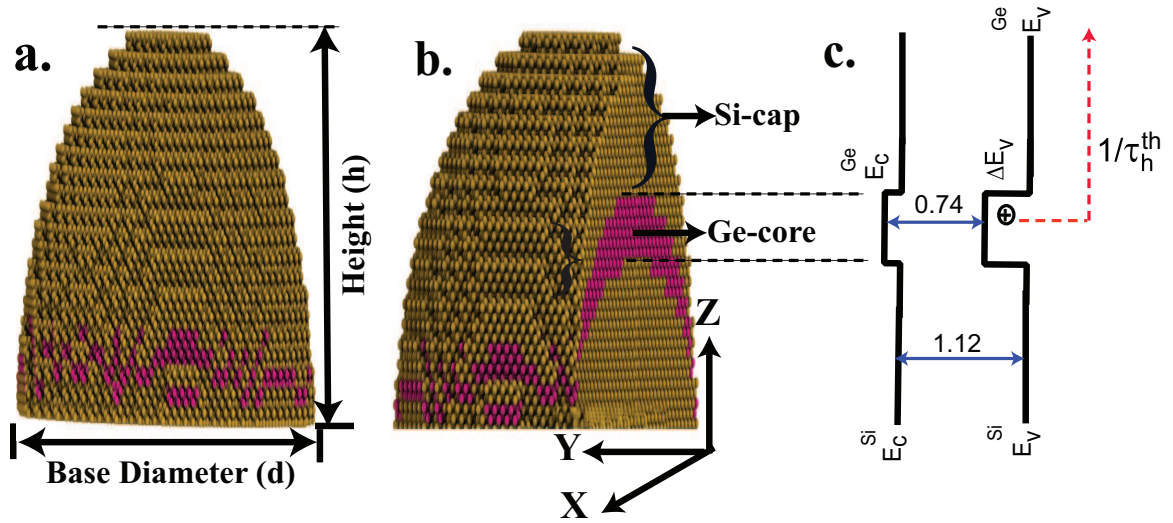 a.
Height (h)
Base Diameter (d)
b.
Si-cap
Ge-core
Z
Y
X
c.
Ge
E_C
Ge
E_V
ΔE_V
⊕
1/τ_h^th
0.74
1.12
Si
E_C
Si
E_V